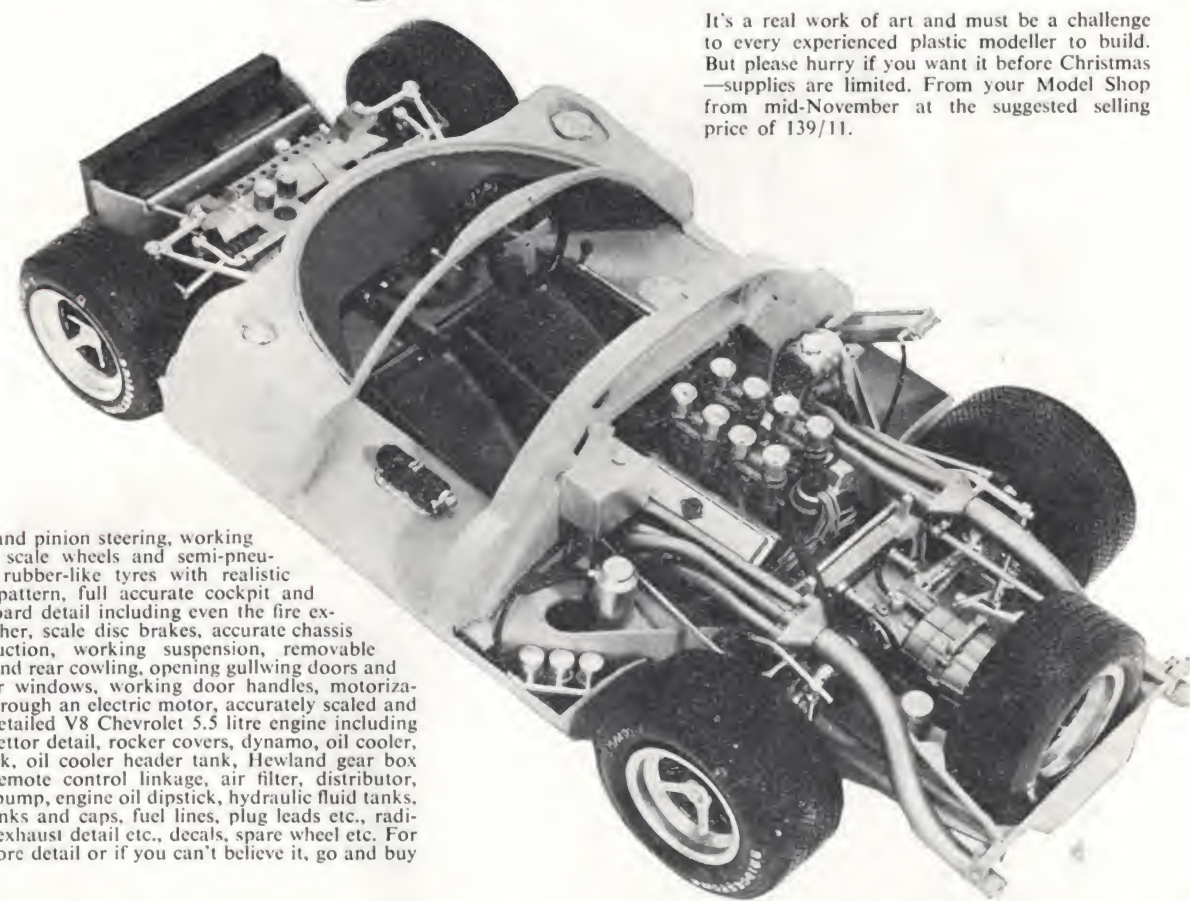 It's a real work of art and must be a challenge
to every experienced plastic modeller to build.
But please hurry if you want it before Christmas
—supplies are limited. From your Model Shop
from mid-November at the suggested selling
price of 139/11.
and pinion steering, working
scale wheels and semi-pneu-
rubber-like tyres with realistic
pattern, full accurate cockpit and
oard detail including even the fire ex-
her, scale disc brakes, accurate chassis
uction, working suspension, removable
nd rear cowling, opening gullwing doors and
r windows, working door handles, motoriza-
rough an electric motor, accurately scaled and
etailed V8 Chevrolet 5.5 litre engine including
ettor detail, rocker covers, dynamo, oil cooler,
k, oil cooler header tank, Hewland gear box
emote control linkage, air filter, distributor,
pump, engine oil dipstick, hydraulic fluid tanks,
nks and caps, fuel lines, plug leads etc., radi-
exhaust detail etc., decals, spare wheel etc. For
ore detail or if you can't believe it, go and buy
BRIDGESTONE